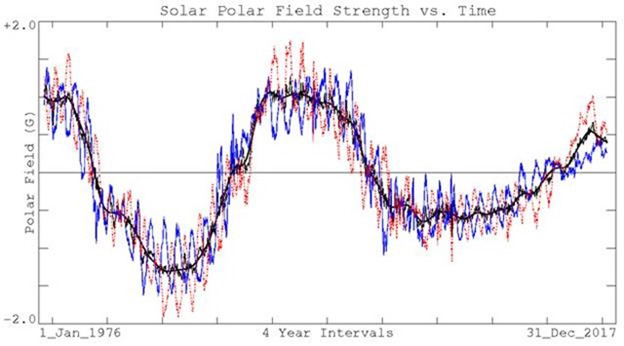 Solar Polar Field Strength vs. Time
+2.0
Polar Field (G)
-2.0
1_Jan_1976 4 Year Intervals 31_Dec_2017